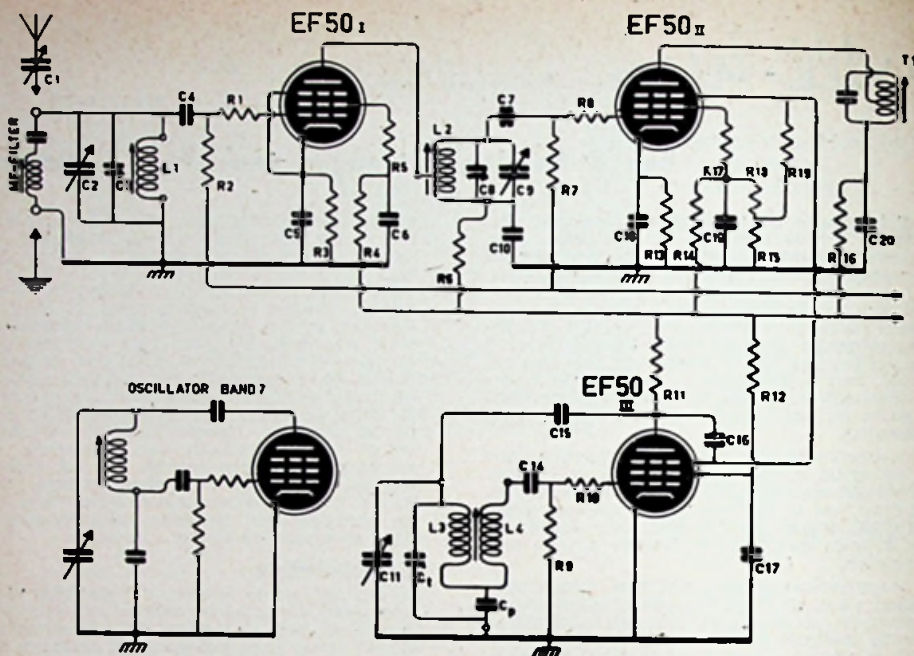 EF50 I
EF50 II
T1
C1
C4
R1
MF-FILTER
C2
C3
L1
R2
C5
R3
R4
R5
C6
L2
C7
C8
C9
R6
C10
R7
R8
C18
R13
R14
R17
C19
R18
R15
R19
R16
C20
OSCILLATOR BAND 7
EF50 III
R11
R12
C15
C16
C14
R10
L3
L4
C11
Ct
Cp
R9
C17